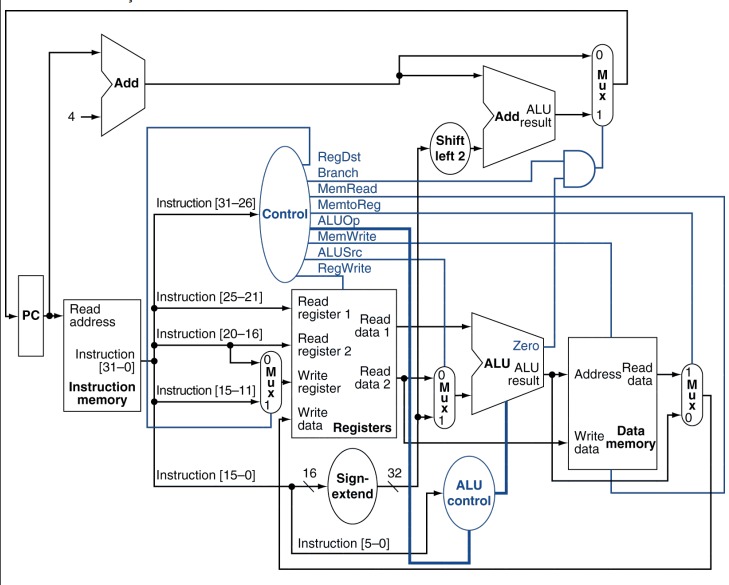 Add
4
0
M
u
x
1
Add
ALU
result
Shift
left 2
RegDst
Branch
MemRead
MemtoReg
ALUOp
MemWrite
ALUSrc
RegWrite
Control
Instruction [31–26]
Instruction [25–21]
Instruction [20–16]
Instruction [15–11]
Instruction [15–0]
Instruction [5–0]
PC
Read
address
Instruction
[31–0]
Instruction
memory
0
M
u
x
1
Read
register 1
Read
register 2
Write
register
Write
data
Read
data 1
Read
data 2
Registers
16
Sign-
extend
32
0
M
u
x
1
Zero
ALU
ALU
result
ALU
control
Address
Read
data
Write
data
Data
memory
1
M
u
x
0